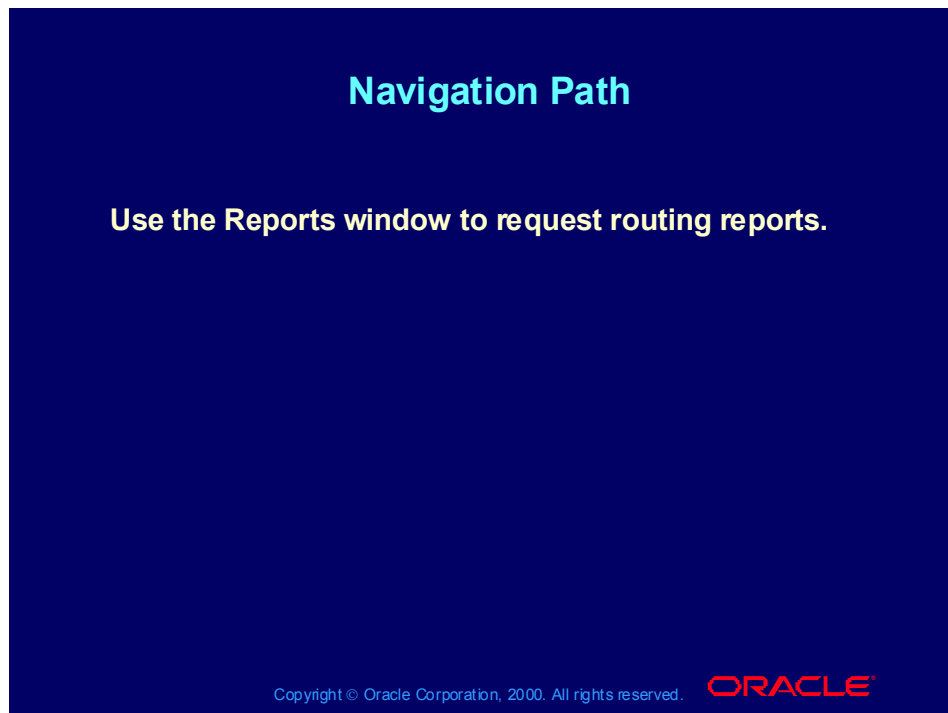 Navigation Path
Use the Reports window to request routing reports.
Copyright © Oracle Corporation, 2000. All rights reserved.
ORACLE®